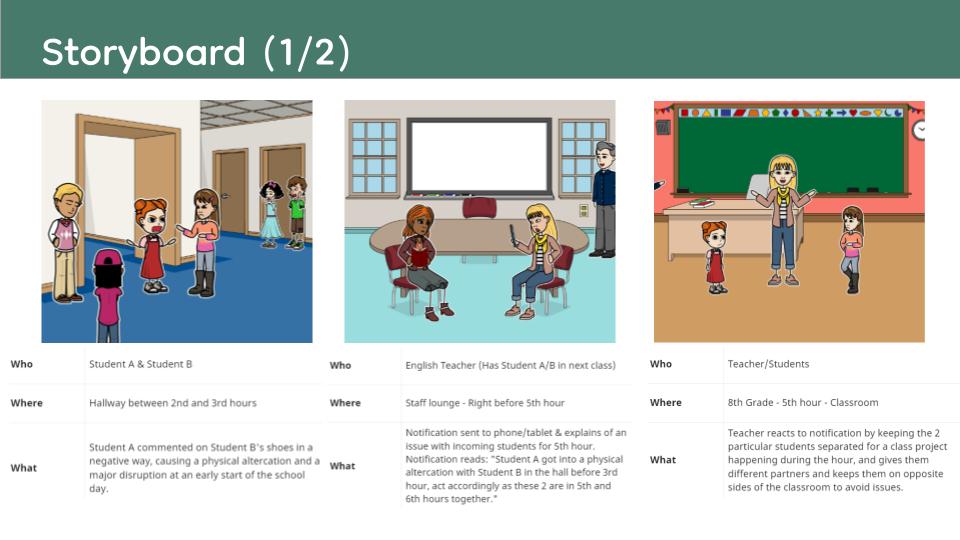 Storyboard (1/2)
Who
Student A & Student B
Where
Hallway between 2nd and 3rd hours
What
Student A commented on Student B's shoes in a
negative way, causing a physical altercation and a
major disruption at an early start of the school
day.
Who
English Teacher (Has Student A/B in next class)
Where
Staff lounge - Right before 5th hour
What
Notification sent to phone/tablet & explains of an
issue with incoming students for 5th hour.
Notification reads: "Student A got into a physical
altercation with Student B in the hall before 3rd
hour, act accordingly as these 2 are in 5th and
6th hours together."
Who
Teacher/Students
Where
8th Grade - 5th hour - Classroom
What
Teacher reacts to notification by keeping the 2
particular students separated for a class project
happening during the hour, and gives them
different partners and keeps them on opposite
sides of the classroom to avoid issues.